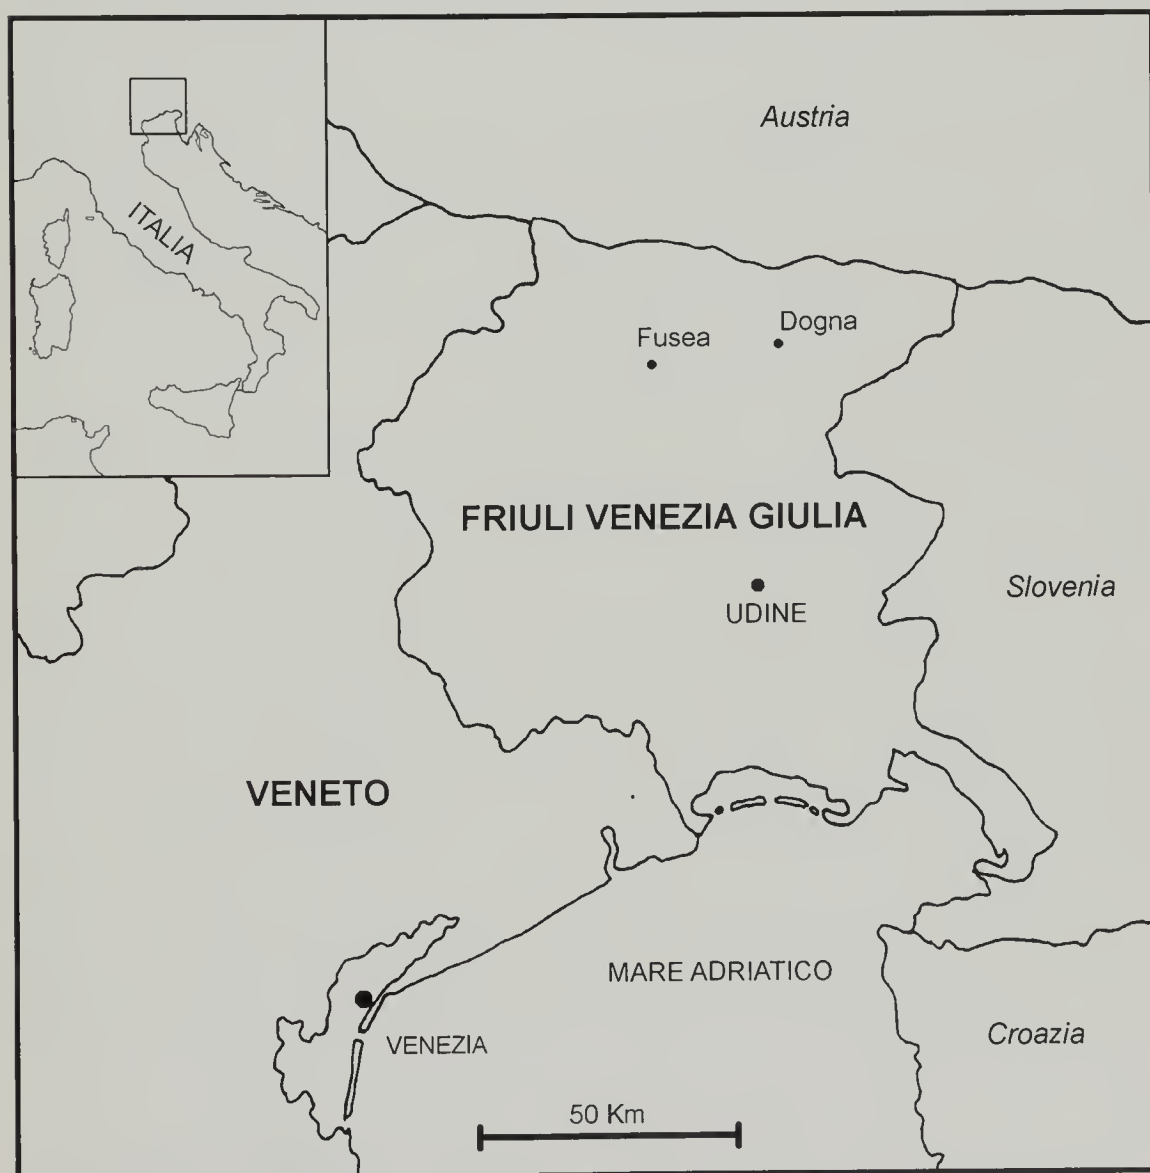 Austria
ITALIA
Dogna
Fusea
FRIULI VENEZIA GIULIA
Slovenia
UDINE
VENETO
MARE ADRIATICO
Croazia
VENEZIA
50 Km